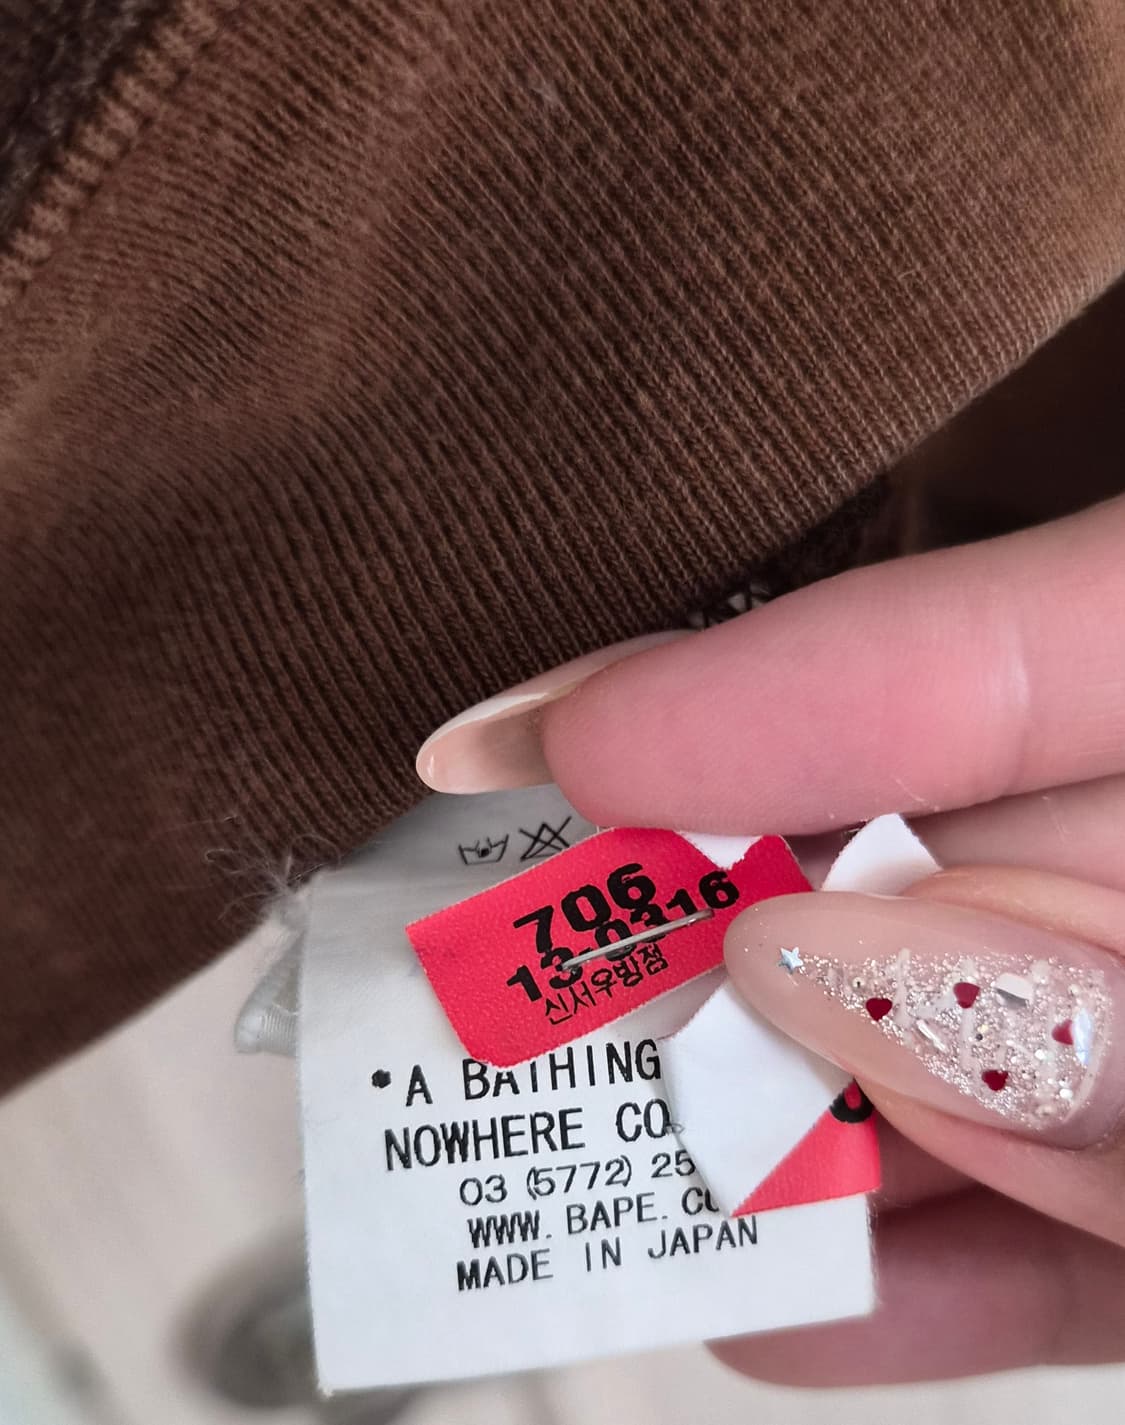 706
13-0316
신서우방점
A BATHING
NOWHERE CO.
03 (5772) 25
WWW. BAPE. CO
MADE IN JAPAN